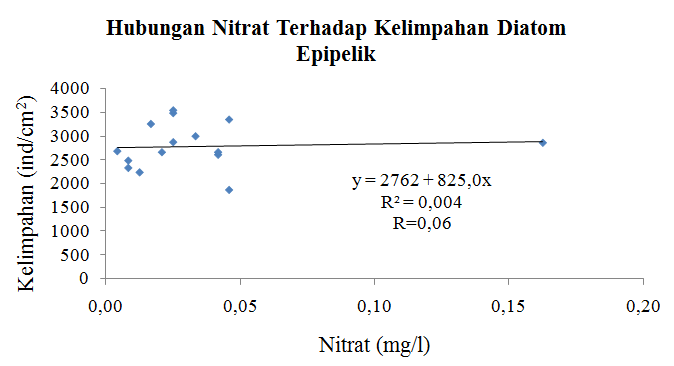 Hubungan Nitrat Terhadap Kelimpahan Diatom
Epipelik
Kelimpahan (ind/cm²)
4000
3500
3000
2500
2000
1500
1000
500
0
y = 2762 + 825,0x
R² = 0,004
R=0,06
0,00
0,05
0,10
0,15
0,20
Nitrat (mg/l)